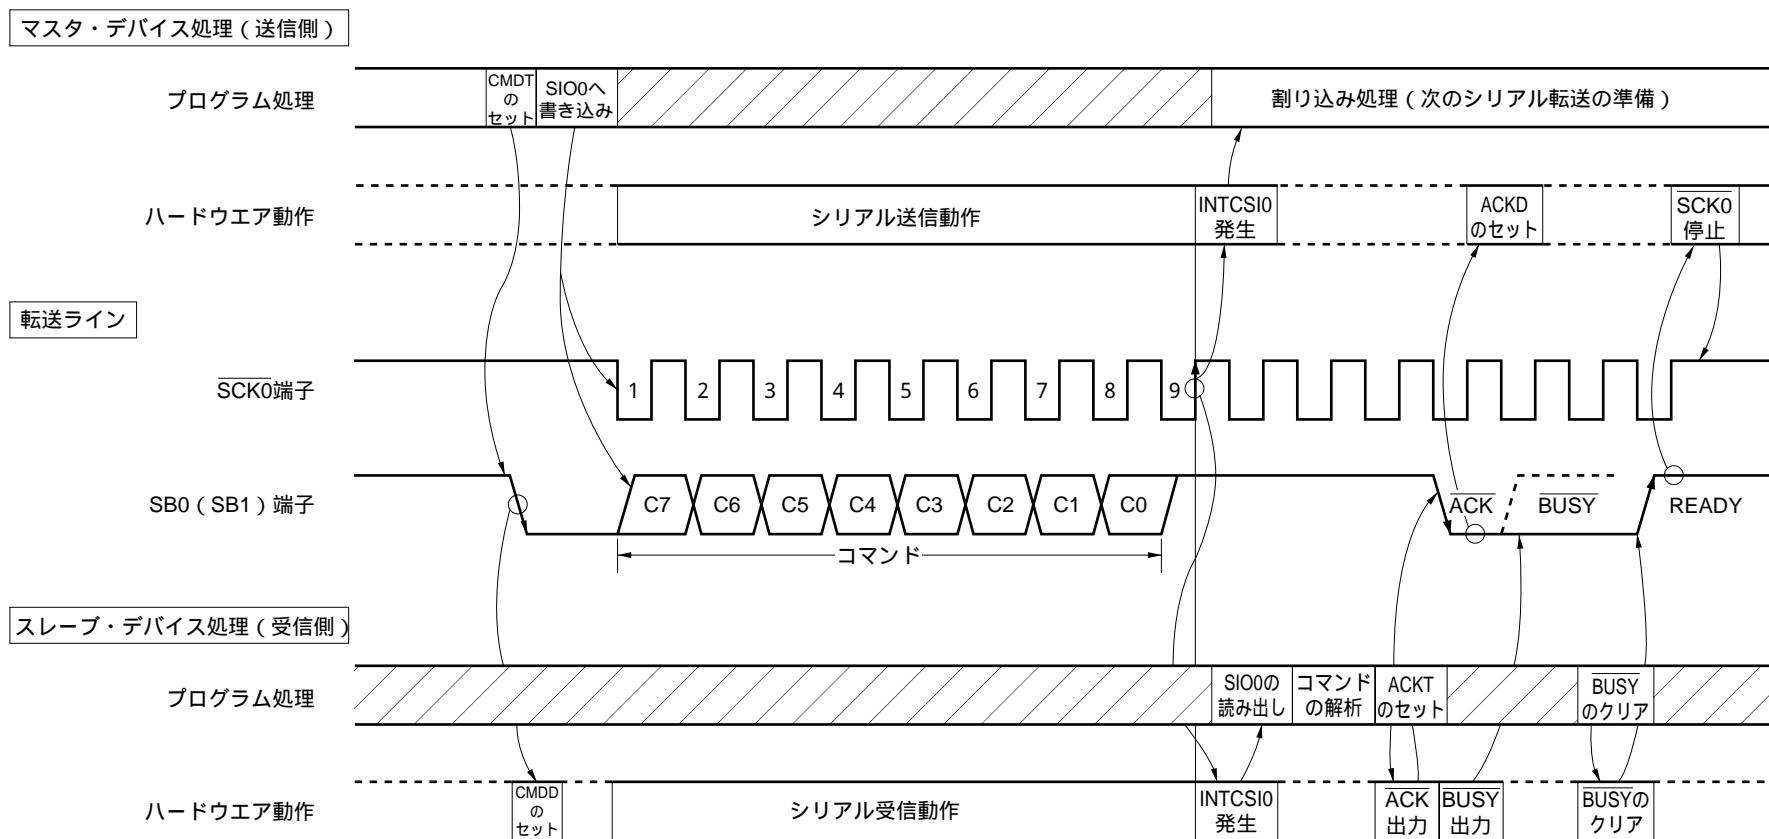 マスタ・デバイス処理（送信側）
プログラム処理
CMDT
の
セット
SIO0へ
書き込み
割り込み処理（次のシリアル転送の準備）
ハードウエア動作
シリアル送信動作
INTCSI0
発生
ACKD
のセット
SCK0
停止
転送ライン
SCK0端子
1 2 3 4 5 6 7 8 9
SB0（SB1）端子
C7 C6 C5 C4 C3 C2 C1 C0
ACK
BUSY
READY
コマンド
スレーブ・デバイス処理（受信側）
プログラム処理
SIO0の
読み出し
コマンド
の解析
ACKT
のセット
BUSY
のクリア
ハードウエア動作
CMDD
の
セット
シリアル受信動作
INTCSI0
発生
ACK
出力
BUSY
出力
BUSYの
クリア